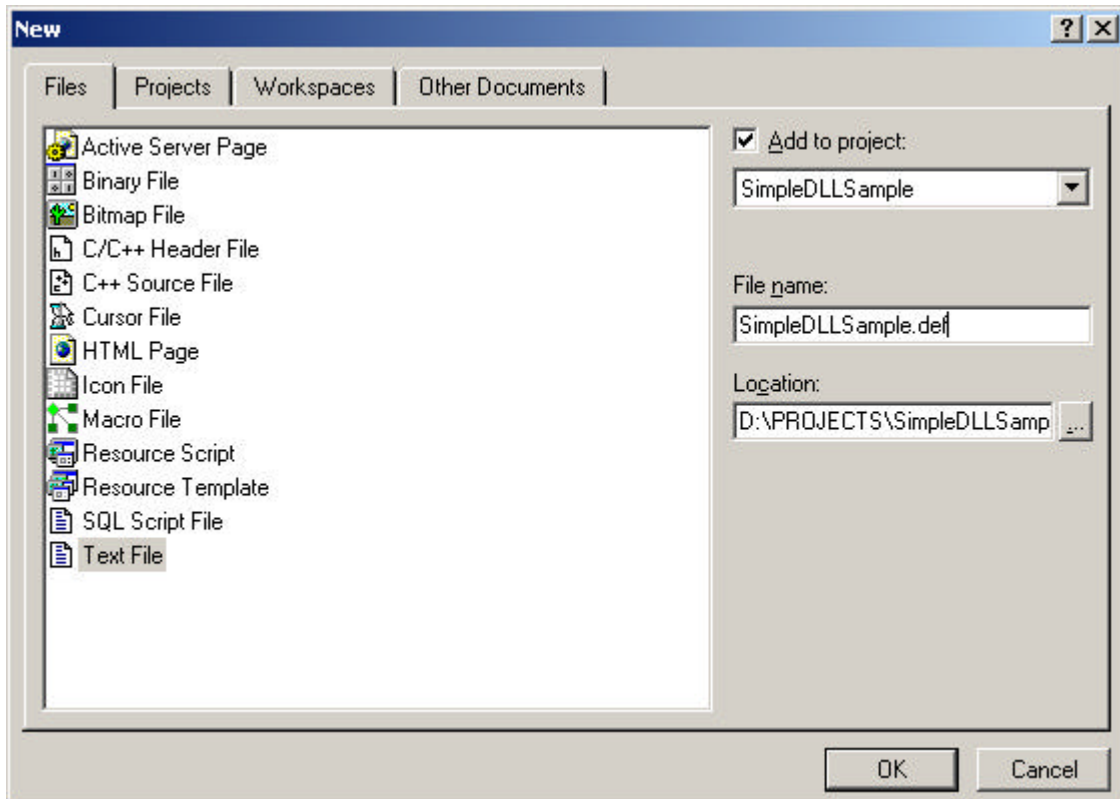 New
Files
Projects
Workspaces
Other Documents
Active Server Page
Binary File
Bitmap File
C/C++ Header File
C++ Source File
Cursor File
HTML Page
Icon File
Macro File
Resource Script
Resource Template
SQL Script File
Text File
Add to project:
SimpleDLLSample
File name:
SimpleDLLSample.def
Location:
D:\PROJECTS\SimpleDLLSamp
...
OK
Cancel